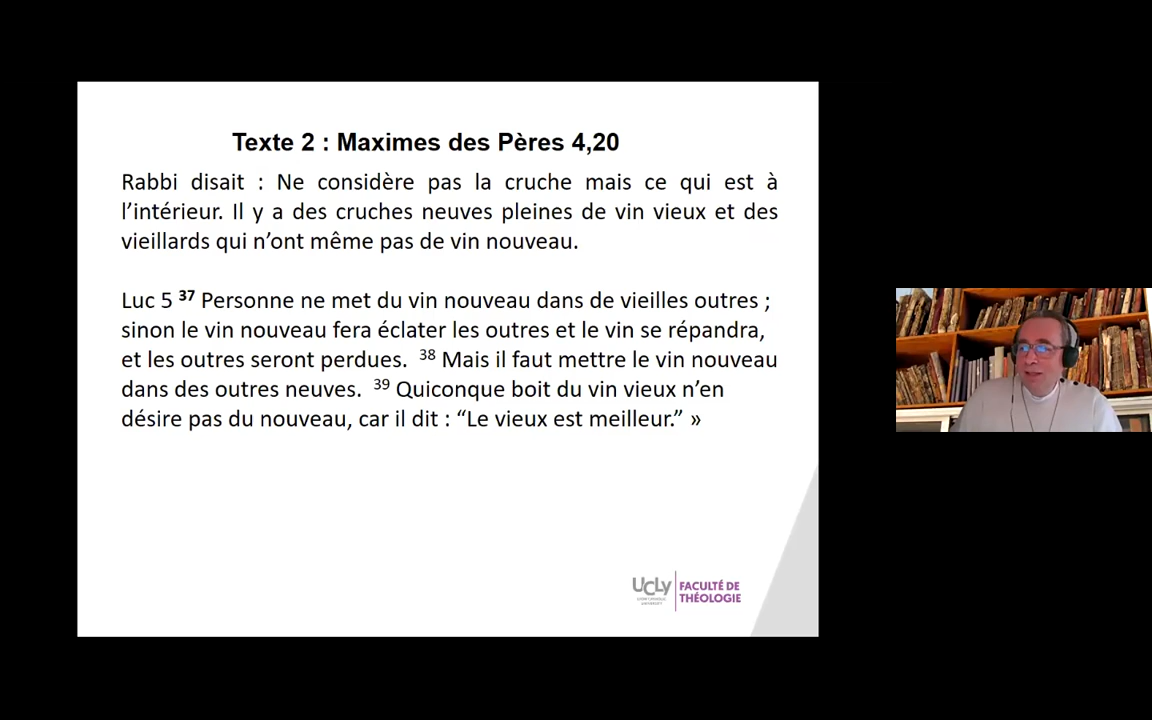 Texte 2 : Maximes des Pères 4,20
Rabbi disait : Ne considère pas la cruche mais ce qui est à
l’intérieur. Il y a des cruches neuves pleines de vin vieux et des
vieillards qui n’ont même pas de vin nouveau.
Luc 5 37 Personne ne met du vin nouveau dans de vieilles outres ;
sinon le vin nouveau fera éclater les outres et le vin se répandra,
et les outres seront perdues. 38 Mais il faut mettre le vin nouveau
dans des outres neuves. 39 Quiconque boit du vin vieux n’en
désire pas du nouveau, car il dit : “Le vieux est meilleur.” »
UCLy
FACULTÉ DE
THÉOLOGIE